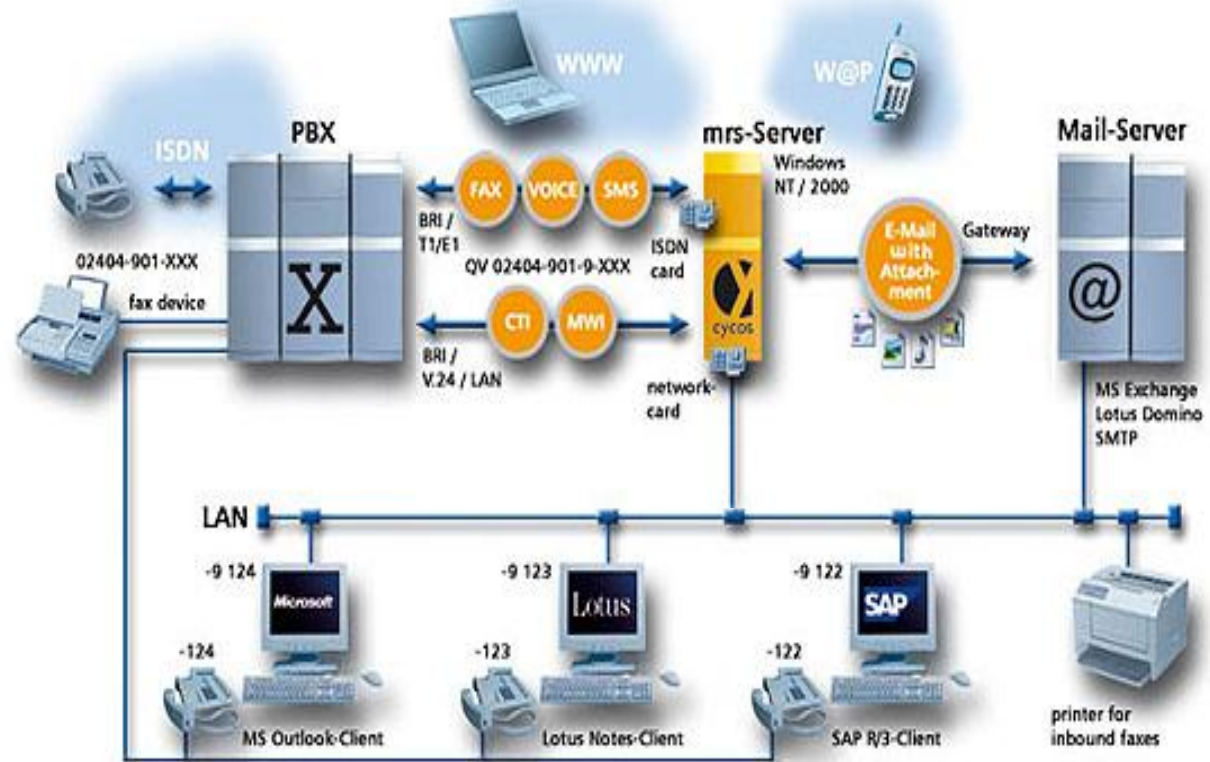 WWW
W@P
PBX
mrs-Server
Mail-Server
ISDN
Windows
NT / 2000
FAX
VOICE
SMS
BRI /
T1/E1
ISDN
card
E-Mail
with
Attach-
ment
Gateway
02404-901-XXX
QV 02404-901-9-XXX
fax device
X
@
CTI
MWI
cycos
BRI /
V.24 / LAN
network-
card
MS Exchange
Lotus Domino
SMTP
LAN
-9 124
-9 123
-9 122
Microsoft
Lotus
SAP
-124
-123
-122
MS Outlook-Client
Lotus Notes-Client
SAP R/3-Client
printer for
inbound faxes